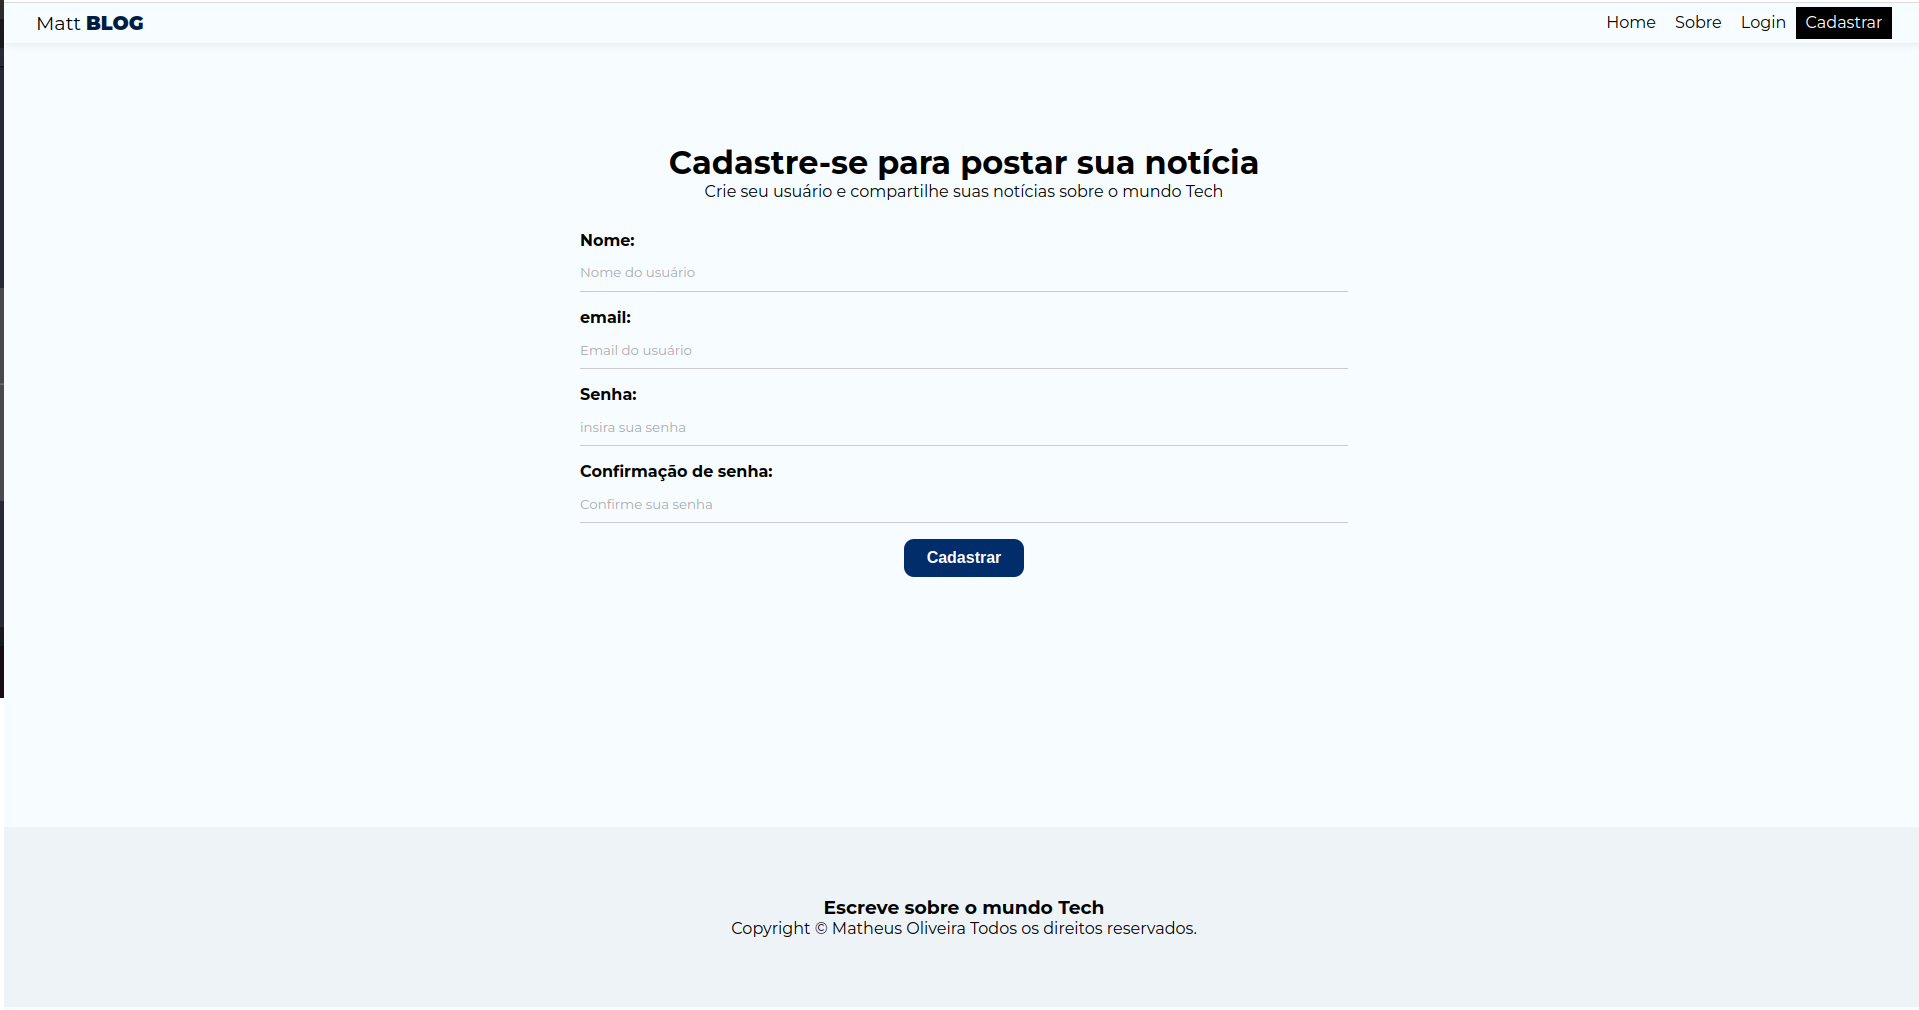 Matt BLOG
Home Sobre Login Cadastrar
Cadastre-se para postar sua notícia
Crie seu usuário e compartilhe suas notícias sobre o mundo Tech
Nome:
Nome do usuário
email:
Email do usuário
Senha:
insira sua senha
Confirmação de senha:
Confirme sua senha
Cadastrar
Escreve sobre o mundo Tech
Copyright © Matheus Oliveira Todos os direitos reservados.